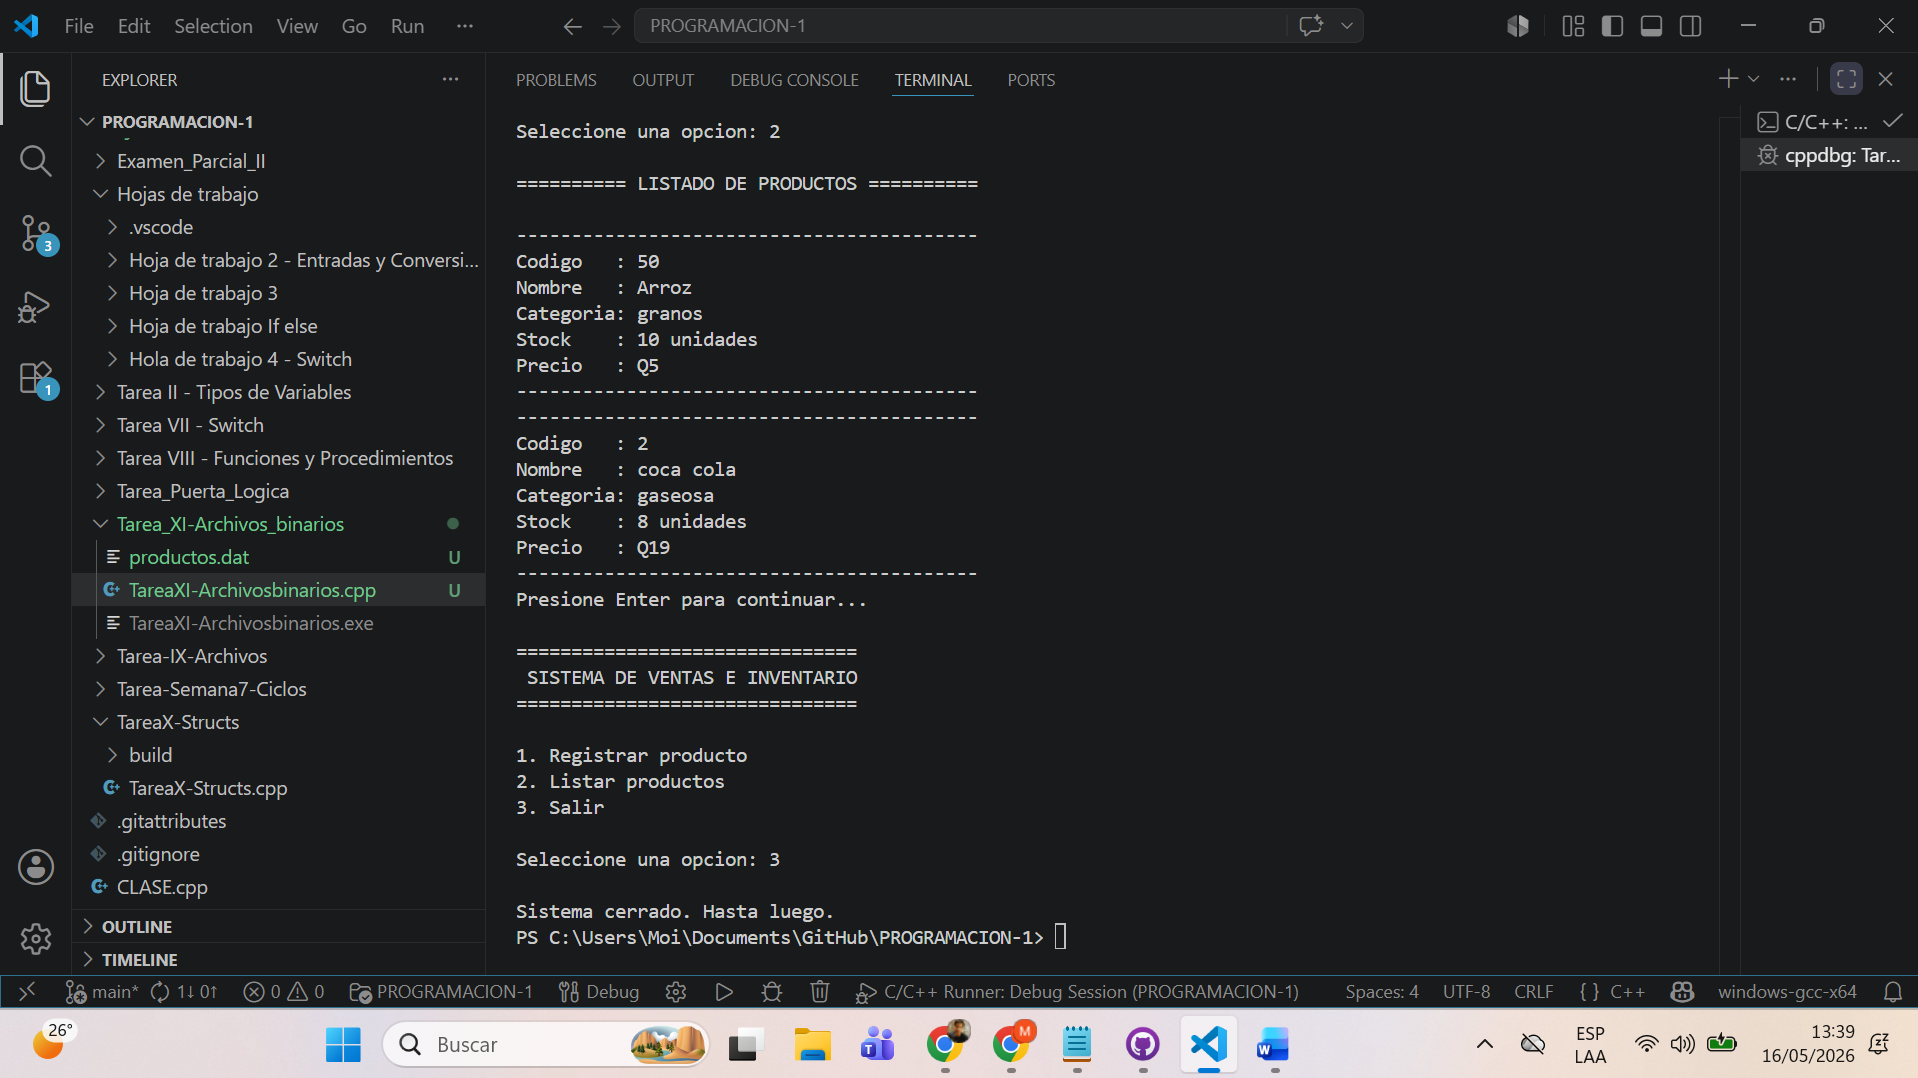 File Edit Selection View Go Run ...
PROGRAMACION-1
EXPLORER
PROGRAMACION-1
Examen_Parcial_II
Hojas de trabajo
.vscode
Hoja de trabajo 2 - Entradas y Conversi...
Hoja de trabajo 3
Hoja de trabajo If else
Hola de trabajo 4 - Switch
Tarea II - Tipos de Variables
Tarea VII - Switch
Tarea VIII - Funciones y Procedimientos
Tarea_Puerta_Logica
Tarea_XI-Archivos_binarios
productos.dat U
TareaXI-Archivosbinarios.cpp U
TareaXI-Archivosbinarios.exe
Tarea-IX-Archivos
Tarea-Semana7-Ciclos
TareaX-Structs
build
TareaX-Structs.cpp
.gitattributes
.gitignore
CLASE.cpp
OUTLINE
TIMELINE
3
1
PROBLEMS OUTPUT DEBUG CONSOLE TERMINAL PORTS
Seleccione una opcion: 2
========== LISTADO DE PRODUCTOS ==========
------------------------------------------
Codigo   : 50
Nombre   : Arroz
Categoria: granos
Stock    : 10 unidades
Precio   : Q5
------------------------------------------
------------------------------------------
Codigo   : 2
Nombre   : coca cola
Categoria: gaseosa
Stock    : 8 unidades
Precio   : Q19
------------------------------------------
Presione Enter para continuar...
===============================
SISTEMA DE VENTAS E INVENTARIO
===============================
1. Registrar producto
2. Listar productos
3. Salir
Seleccione una opcion: 3
Sistema cerrado. Hasta luego.
PS C:\Users\Moi\Documents\GitHub\PROGRAMACION-1>
C/C++: ...
cppdbg: Tar...
main* 1↓ 0↑ 0 0 PROGRAMACION-1 Debug C/C++ Runner: Debug Session (PROGRAMACION-1) Spaces: 4 UTF-8 CRLF {} C++ windows-gcc-x64
26°
Buscar
M
ESP
LAA
13:39
16/05/2026